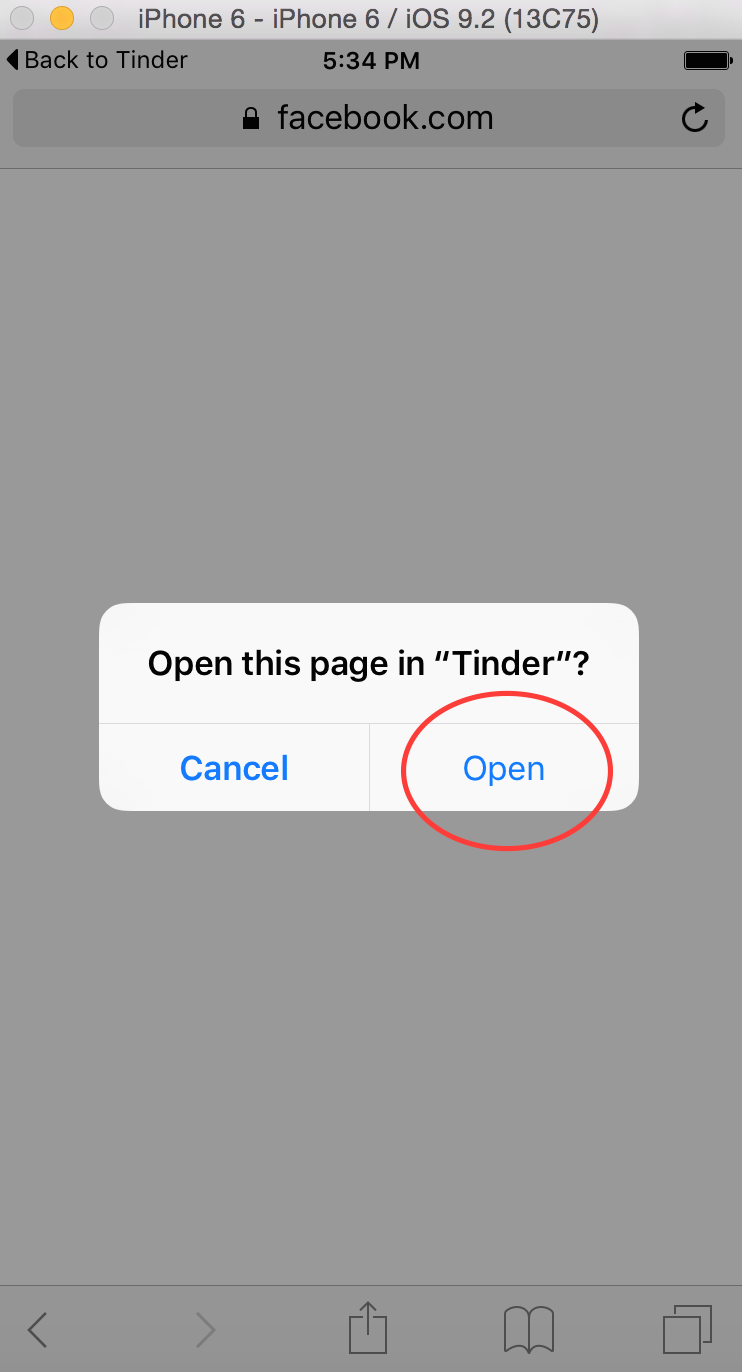 iPhone 6 - iPhone 6 / iOS 9.2 (13C75)
Back to Tinder 5:34 PM
facebook.com
Open this page in “Tinder”?
Cancel Open